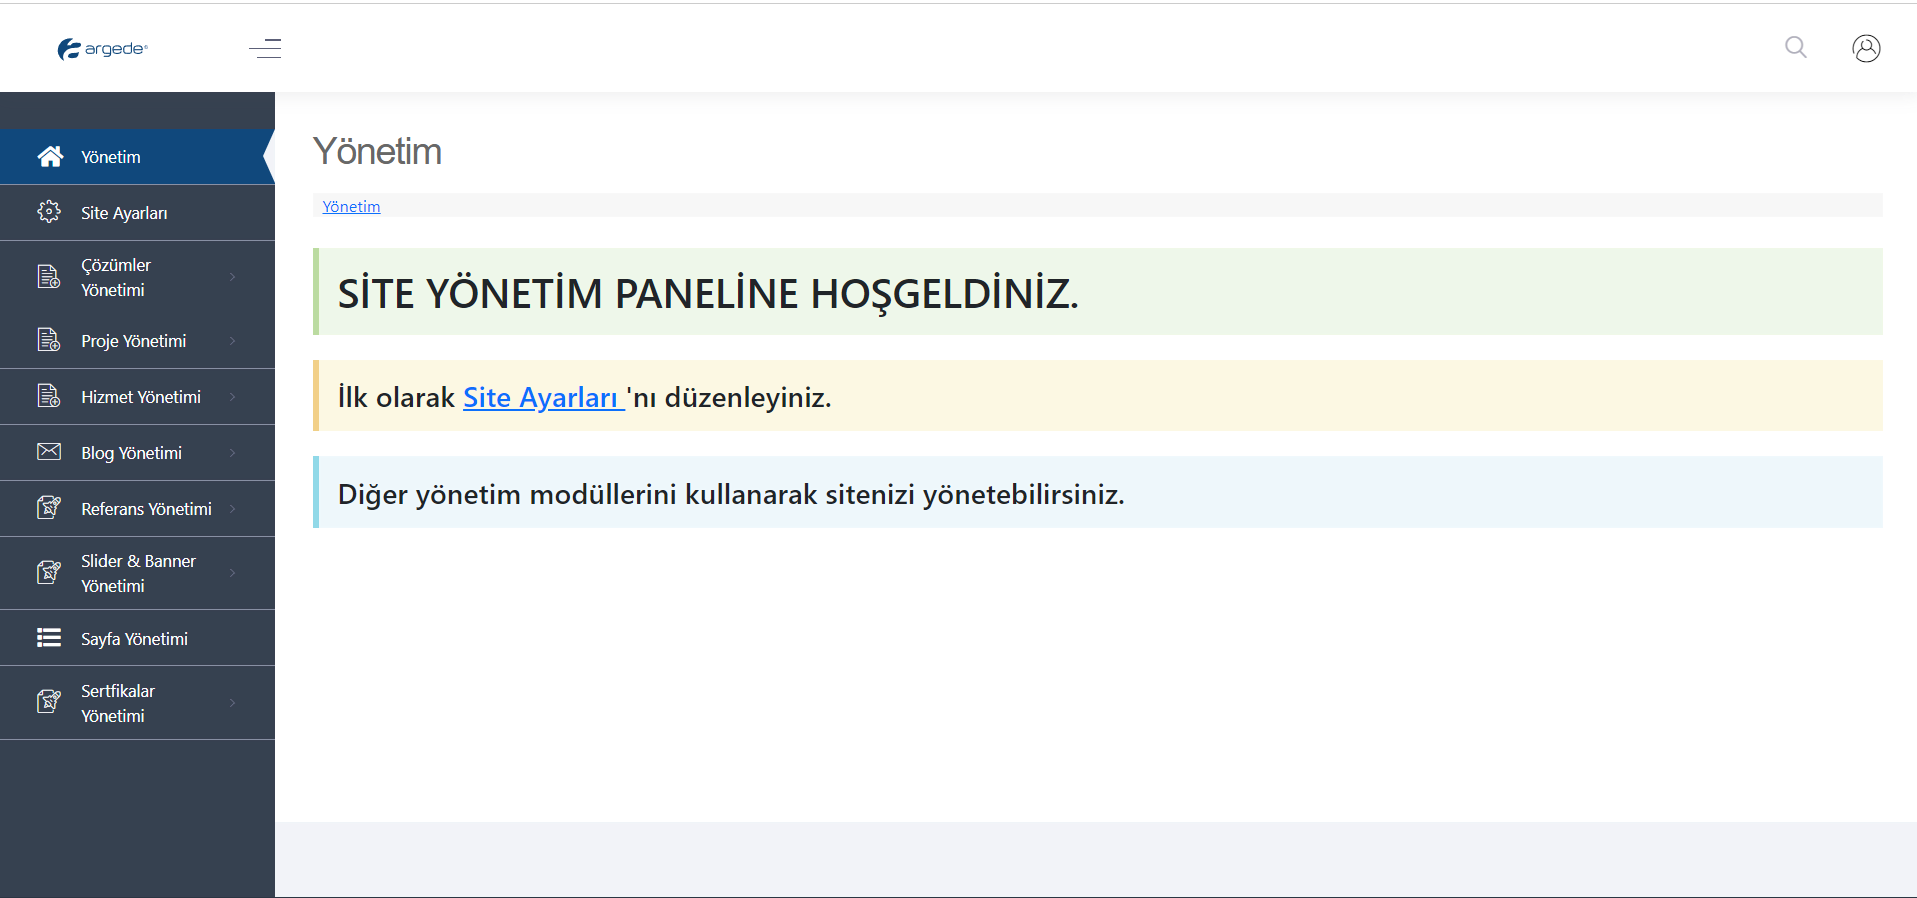 argede®
Yönetim
Site Ayarları
Çözümler
Yönetimi
Proje Yönetimi
Hizmet Yönetimi
Blog Yönetimi
Referans Yönetimi
Slider & Banner
Yönetimi
Sayfa Yönetimi
Sertfikalar
Yönetimi
Yönetim
Yönetim
SİTE YÖNETİM PANELİNE HOŞGELDİNİZ.
İlk olarak Site Ayarları 'nı düzenleyiniz.
Diğer yönetim modüllerini kullanarak sitenizi yönetebilirsiniz.